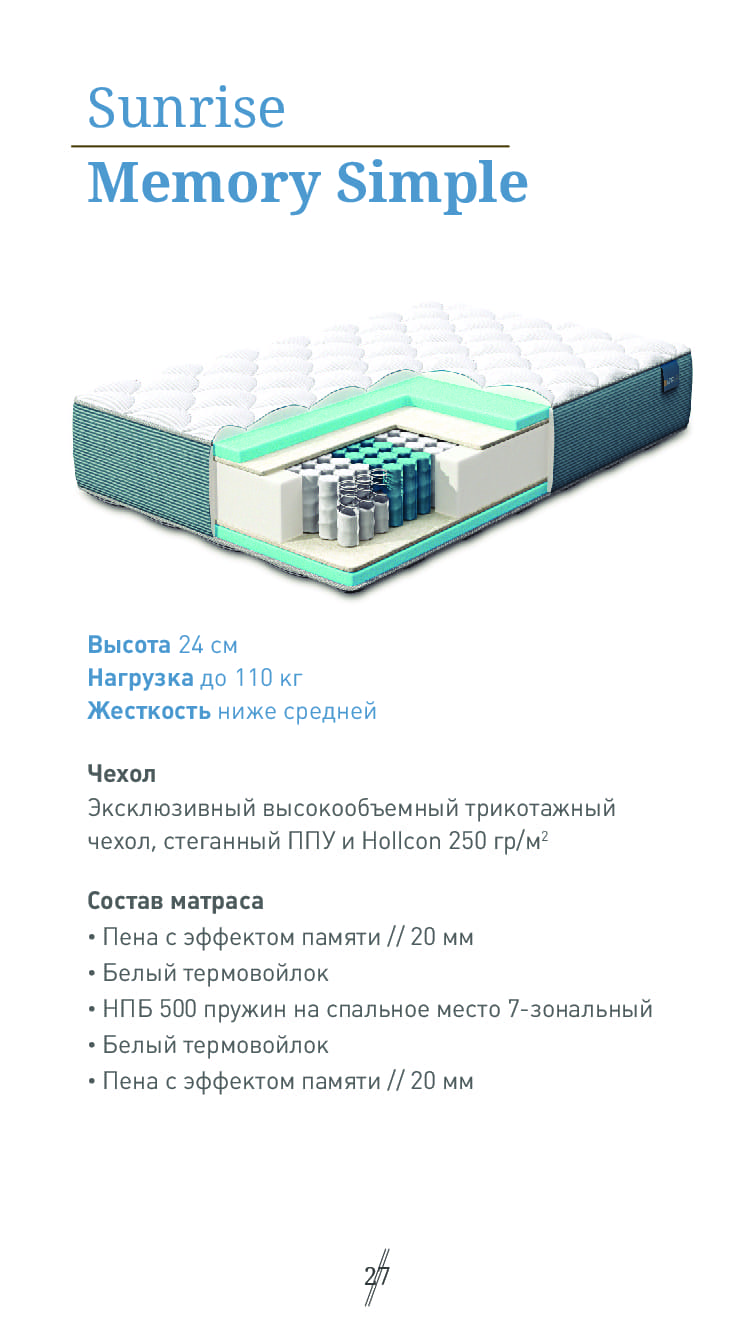 Sunrise
Memory Simple
Высота 24 см
Нагрузка до 110 кг
Жесткость ниже средней
Чехол
Эксклюзивный высокообъемный трикотажный
чехол, стеганный ППУ и Hollcon 250 гр/м²
Состав матраса
• Пена с эффектом памяти // 20 мм
• Белый термовойлок
• НПБ 500 пружин на спальное место 7-зональный
• Белый термовойлок
• Пена с эффектом памяти // 20 мм
27